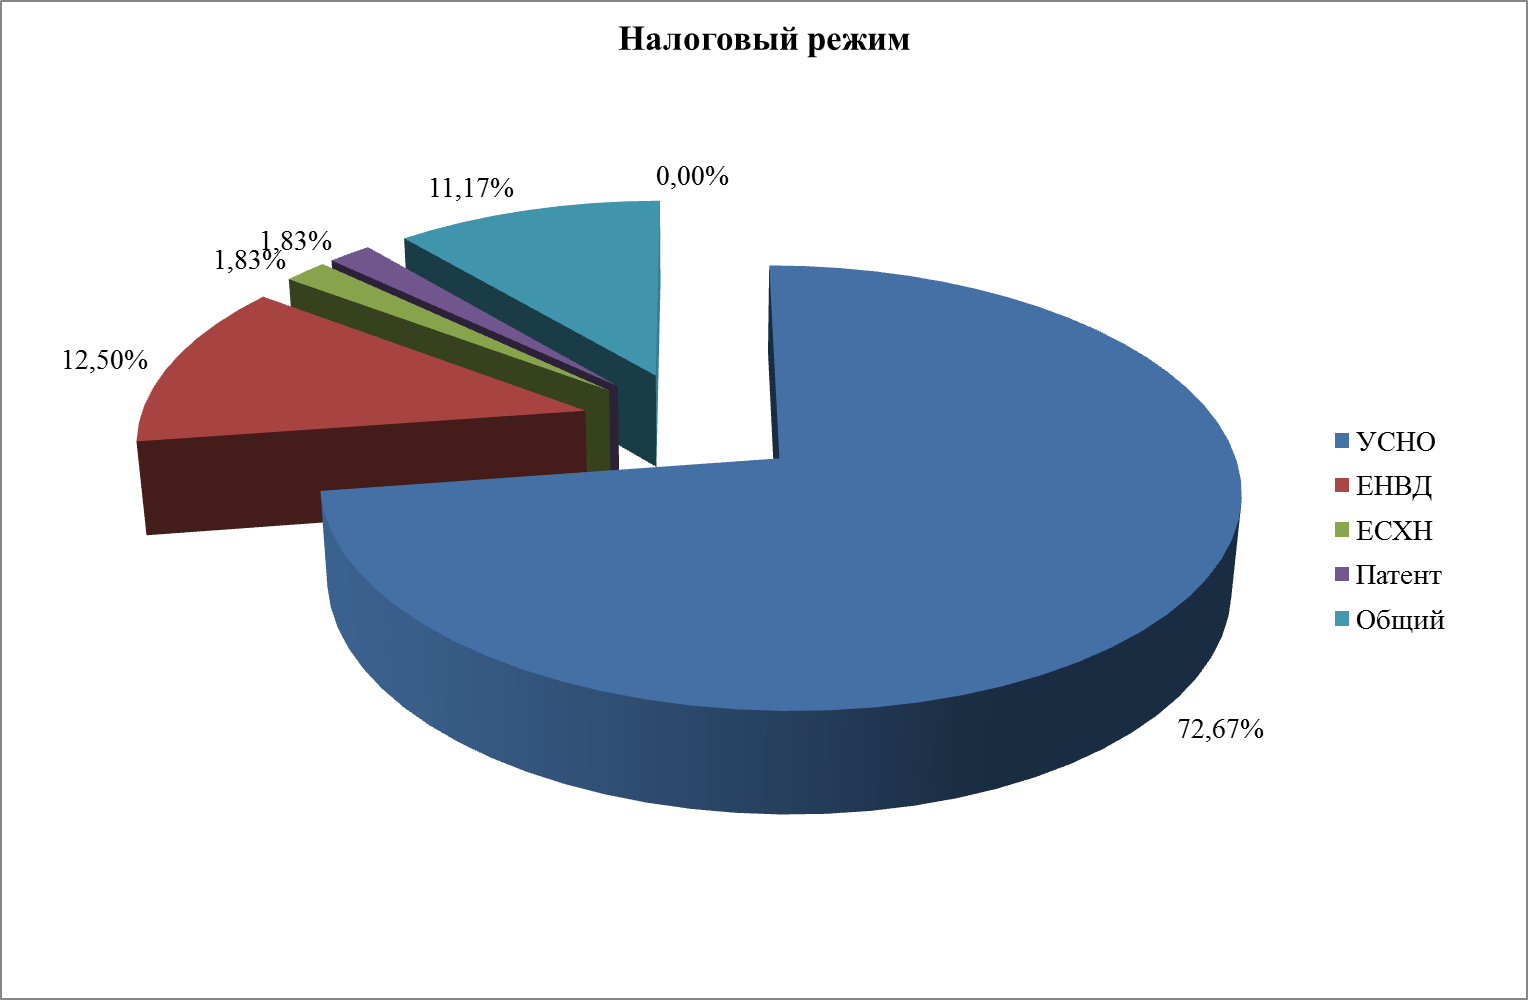 Налоговый режим
0,00%
11,17%
1,83%
1,83%
12,50%
72,67%
УСНО
ЕНВД
ЕСХН
Патент
Общий